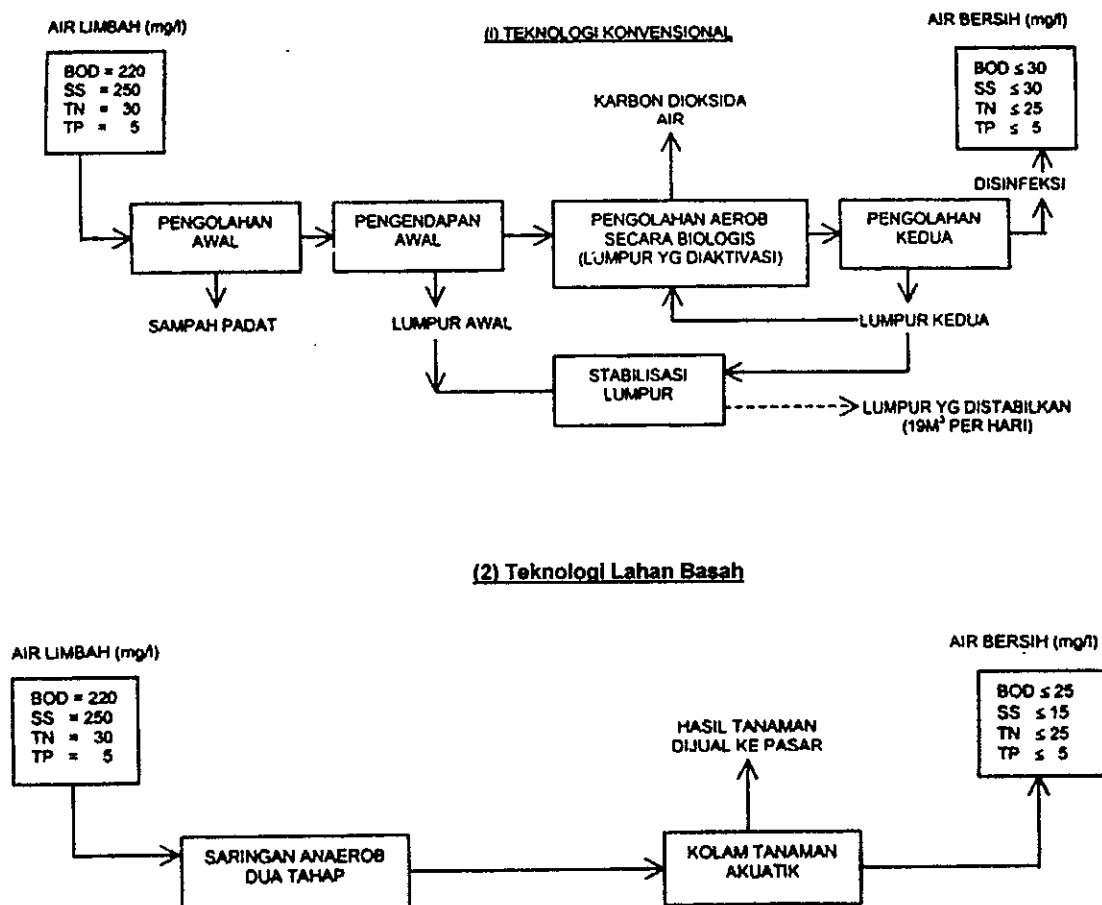 AIR LIMBAH (mg/l)
(I) TEKNOLOGI KONVENSIONAL
AIR BERSIH (mg/l)
BOD = 220
SS = 250
TN = 30
TP = 5
BOD ≤ 30
SS ≤ 30
TN ≤ 25
TP ≤ 5
KARBON DIOKSIDA
AIR
DISINFEKSI
PENGOLAHAN
AWAL
PENGENDAPAN
AWAL
PENGOLAHAN AEROB
SECARA BIOLOGIS
(LUMPUR YG DIAKTIVASI)
PENGOLAHAN
KEDUA
SAMPAH PADAT
LUMPUR AWAL
LUMPUR KEDUA
STABILISASI
LUMPUR
LUMPUR YG DISTABILKAN
(19M³ PER HARI)
(2) Teknologi Lahan Basah
AIR LIMBAH (mg/l)
AIR BERSIH (mg/l)
BOD = 220
SS = 250
TN = 30
TP = 5
BOD ≤ 25
SS ≤ 15
TN ≤ 25
TP ≤ 5
HASIL TANAMAN
DIJUAL KE PASAR
SARINGAN ANAEROB
DUA TAHAP
KOLAM TANAMAN
AKUATIK